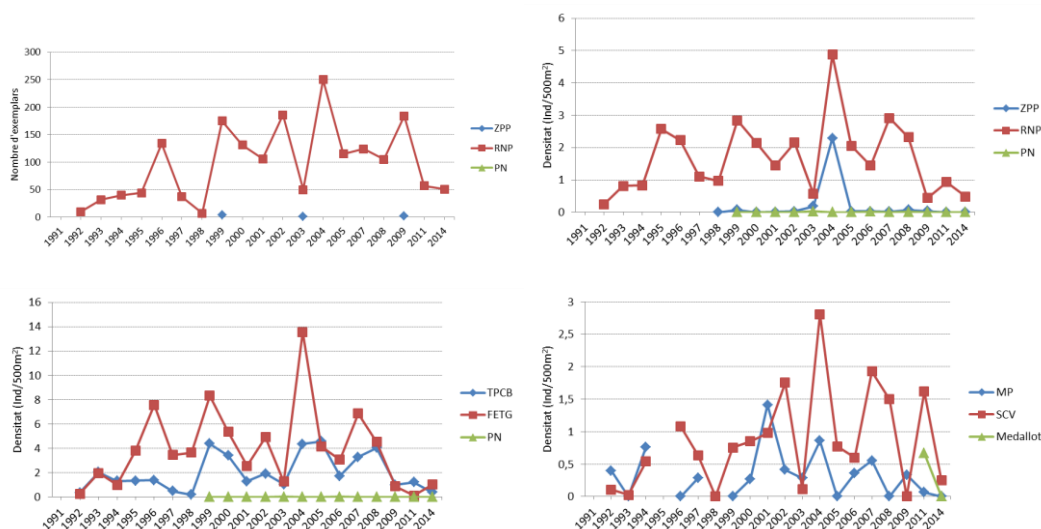 Nombre d'exemplars
300
250
200
150
100
50
0
1991 1992 1993 1994 1995 1996 1997 1998 1999 2000 2001 2002 2003 2004 2005 2007 2008 2009 2011 2014
ZPP
RNP
PN
Densitat (Ind/500m²)
6
5
4
3
2
1
0
1991 1992 1993 1994 1995 1996 1997 1998 1999 2000 2001 2002 2003 2004 2005 2006 2007 2008 2009 2011 2014
ZPP
RNP
PN
Densitat (Ind/500m²)
16
14
12
10
8
6
4
2
0
1991 1992 1993 1994 1995 1996 1997 1998 1999 2000 2001 2002 2003 2004 2005 2006 2007 2008 2009 2011 2014
TPCB
FETG
PN
Densitat (Ind/500m²)
3
2,5
2
1,5
1
0,5
0
1991 1992 1993 1994 1995 1996 1997 1998 1999 2000 2001 2002 2003 2004 2005 2006 2007 2008 2009 2011 2014
MP
SCV
Medallot